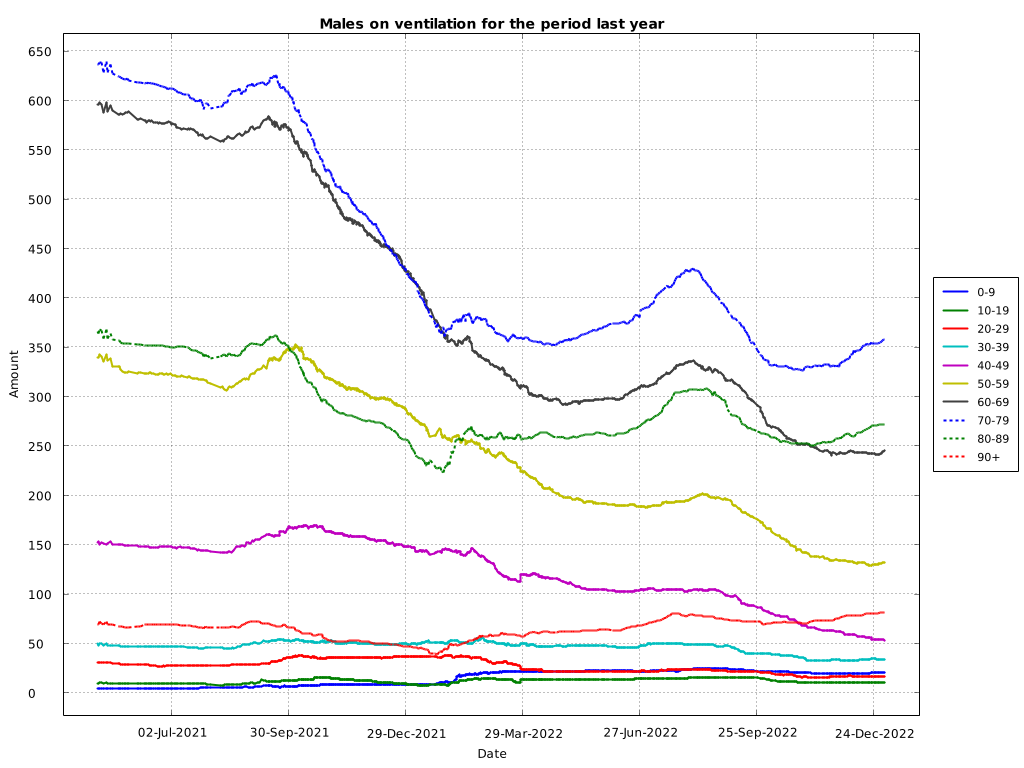 Males on ventilation for the period last year
Amount
650
600
550
500
450
400
350
300
250
200
150
100
50
0
02-Jul-2021
30-Sep-2021
29-Dec-2021
29-Mar-2022
27-Jun-2022
25-Sep-2022
24-Dec-2022
Date
0-9
10-19
20-29
30-39
40-49
50-59
60-69
70-79
80-89
90+